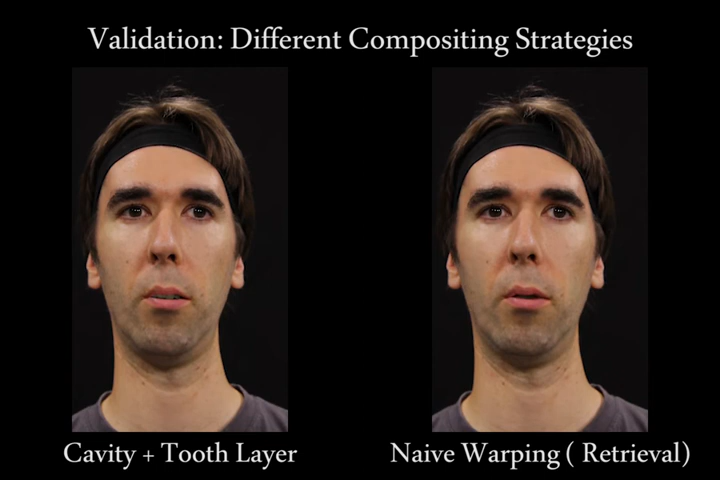 Validation: Different Compositing Strategies
Cavity + Tooth Layer
Naive Warping ( Retrieval)